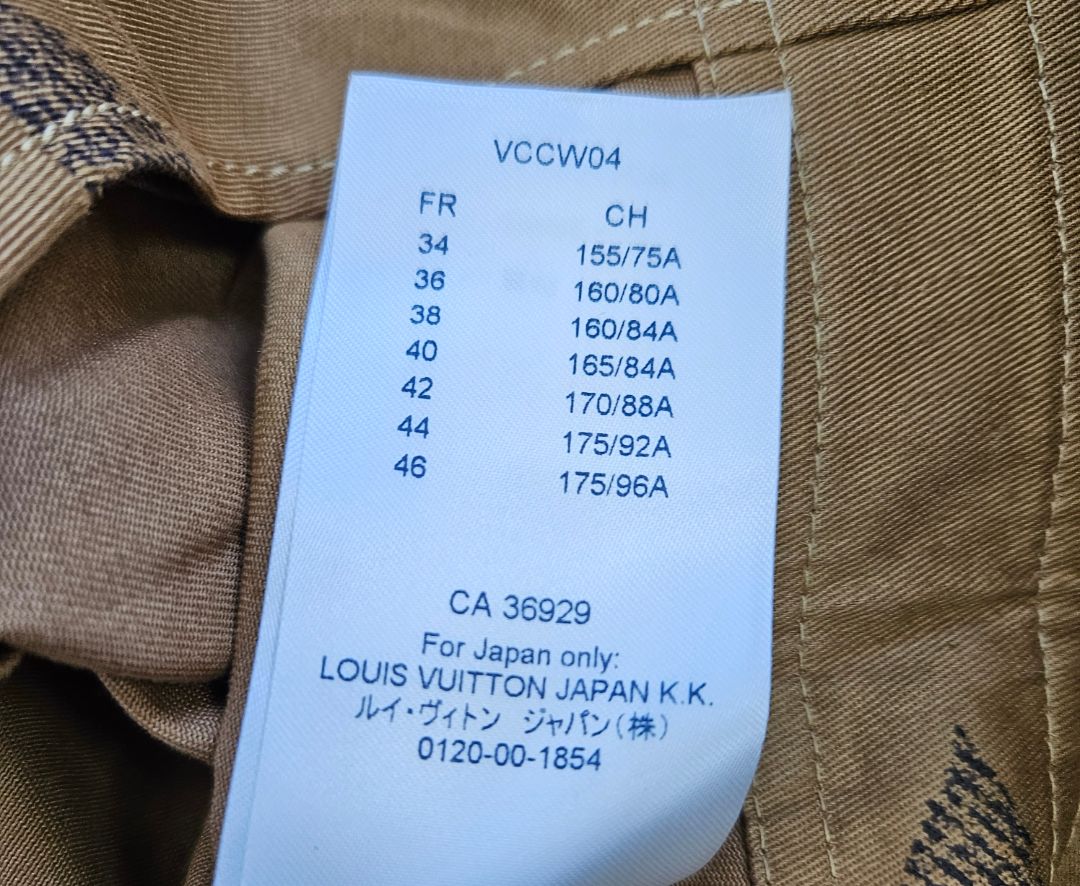 VCCW04
FR CH
34 155/75A
36 160/80A
38 160/84A
40 165/84A
42 170/88A
44 175/92A
46 175/96A
CA 36929
For Japan only:
LOUIS VUITTON JAPAN K.K.
ルイ・ヴィトン ジャパン(株)
0120-00-1854